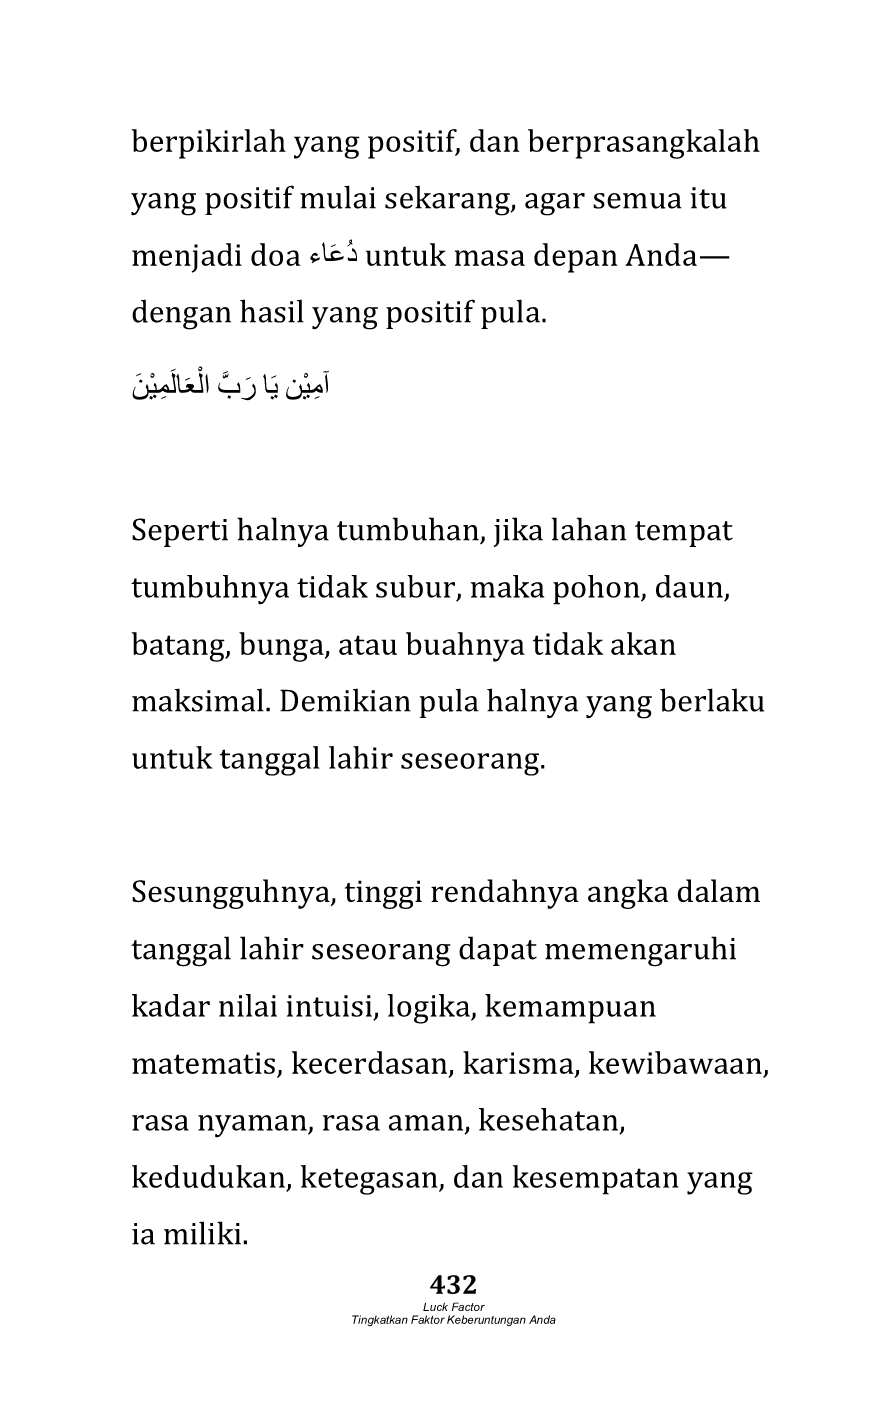 berpikirlah yang positif, dan berprasangkalah
yang positif mulai sekarang, agar semua itu
menjadi doa دُعَاء untuk masa depan Anda—
dengan hasil yang positif pula.
آمِيْن يَا رَبَّ الْعَالَمِيْنَ
Seperti halnya tumbuhan, jika lahan tempat
tumbuhnya tidak subur, maka pohon, daun,
batang, bunga, atau buahnya tidak akan
maksimal. Demikian pula halnya yang berlaku
untuk tanggal lahir seseorang.
Sesungguhnya, tinggi rendahnya angka dalam
tanggal lahir seseorang dapat memengaruhi
kadar nilai intuisi, logika, kemampuan
matematis, kecerdasan, karisma, kewibawaan,
rasa nyaman, rasa aman, kesehatan,
kedudukan, ketegasan, dan kesempatan yang
ia miliki.
432
Luck Factor
Tingkatkan Faktor Keberuntungan Anda